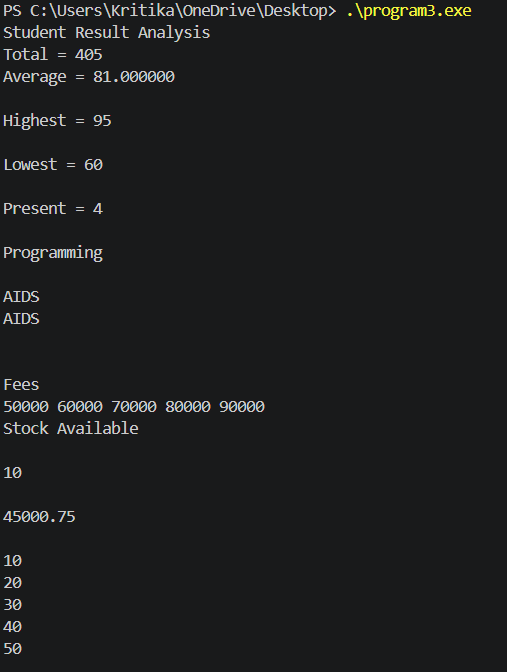 PS C:\Users\Kritika\OneDrive\Desktop> .\program3.exe
Student Result Analysis
Total = 405
Average = 81.000000
Highest = 95
Lowest = 60
Present = 4
Programming
AIDS
AIDS
Fees
50000 60000 70000 80000 90000
Stock Available
10
45000.75
10
20
30
40
50